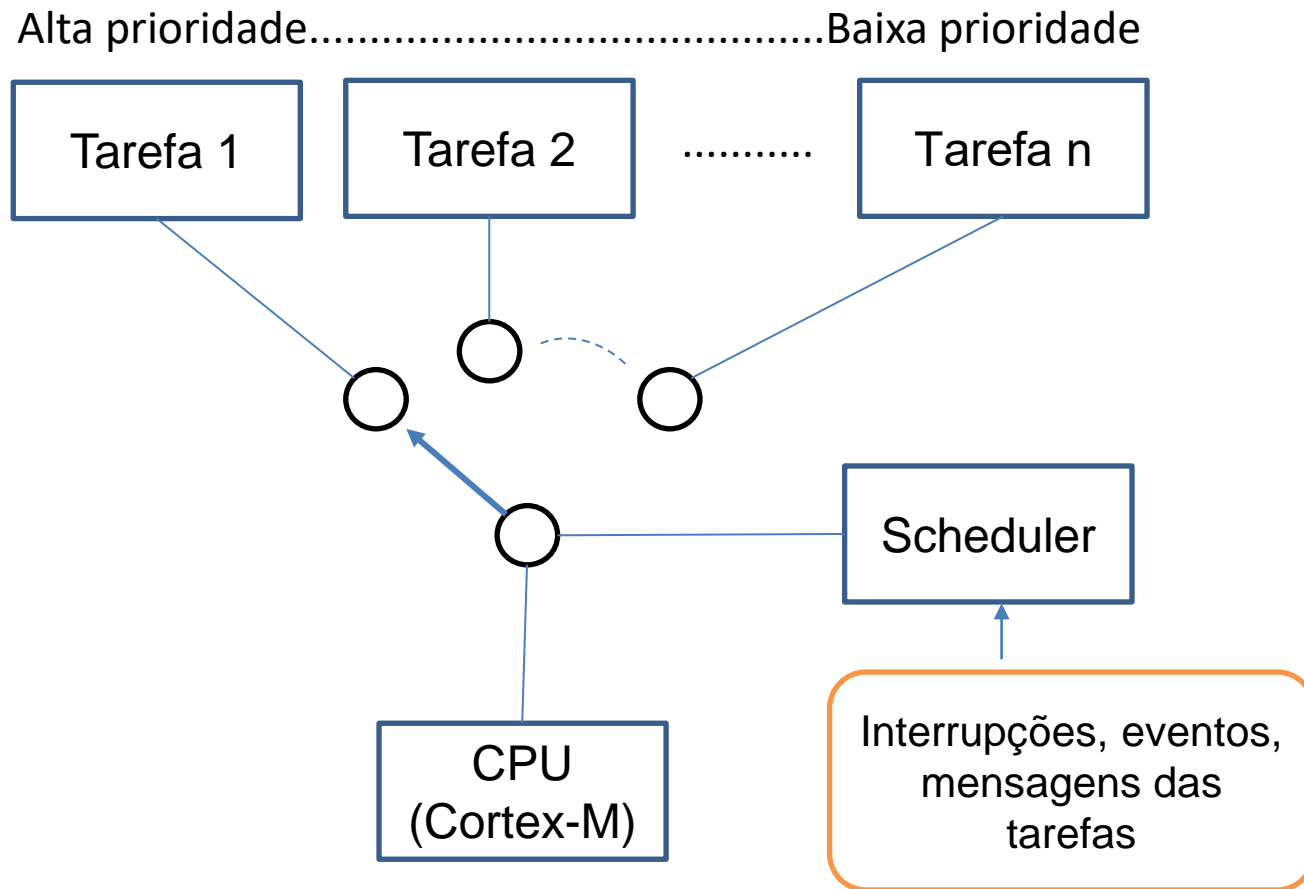 Alta prioridade...........................................Baixa prioridade
Tarefa 1
Tarefa 2
...........
Tarefa n
Scheduler
CPU
(Cortex-M)
Interrupções, eventos,
mensagens das
tarefas